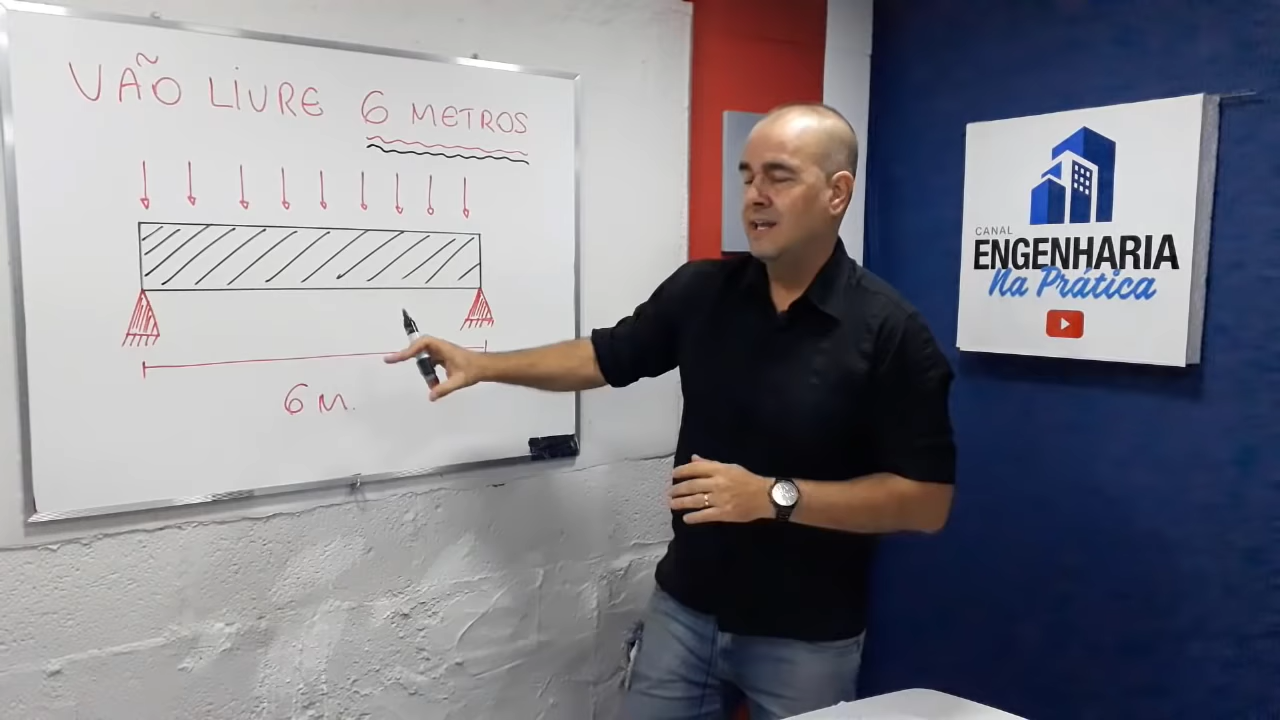 VÃO LIVRE 6 METROS
6 M.
CANAL
ENGENHARIA
Na Prática